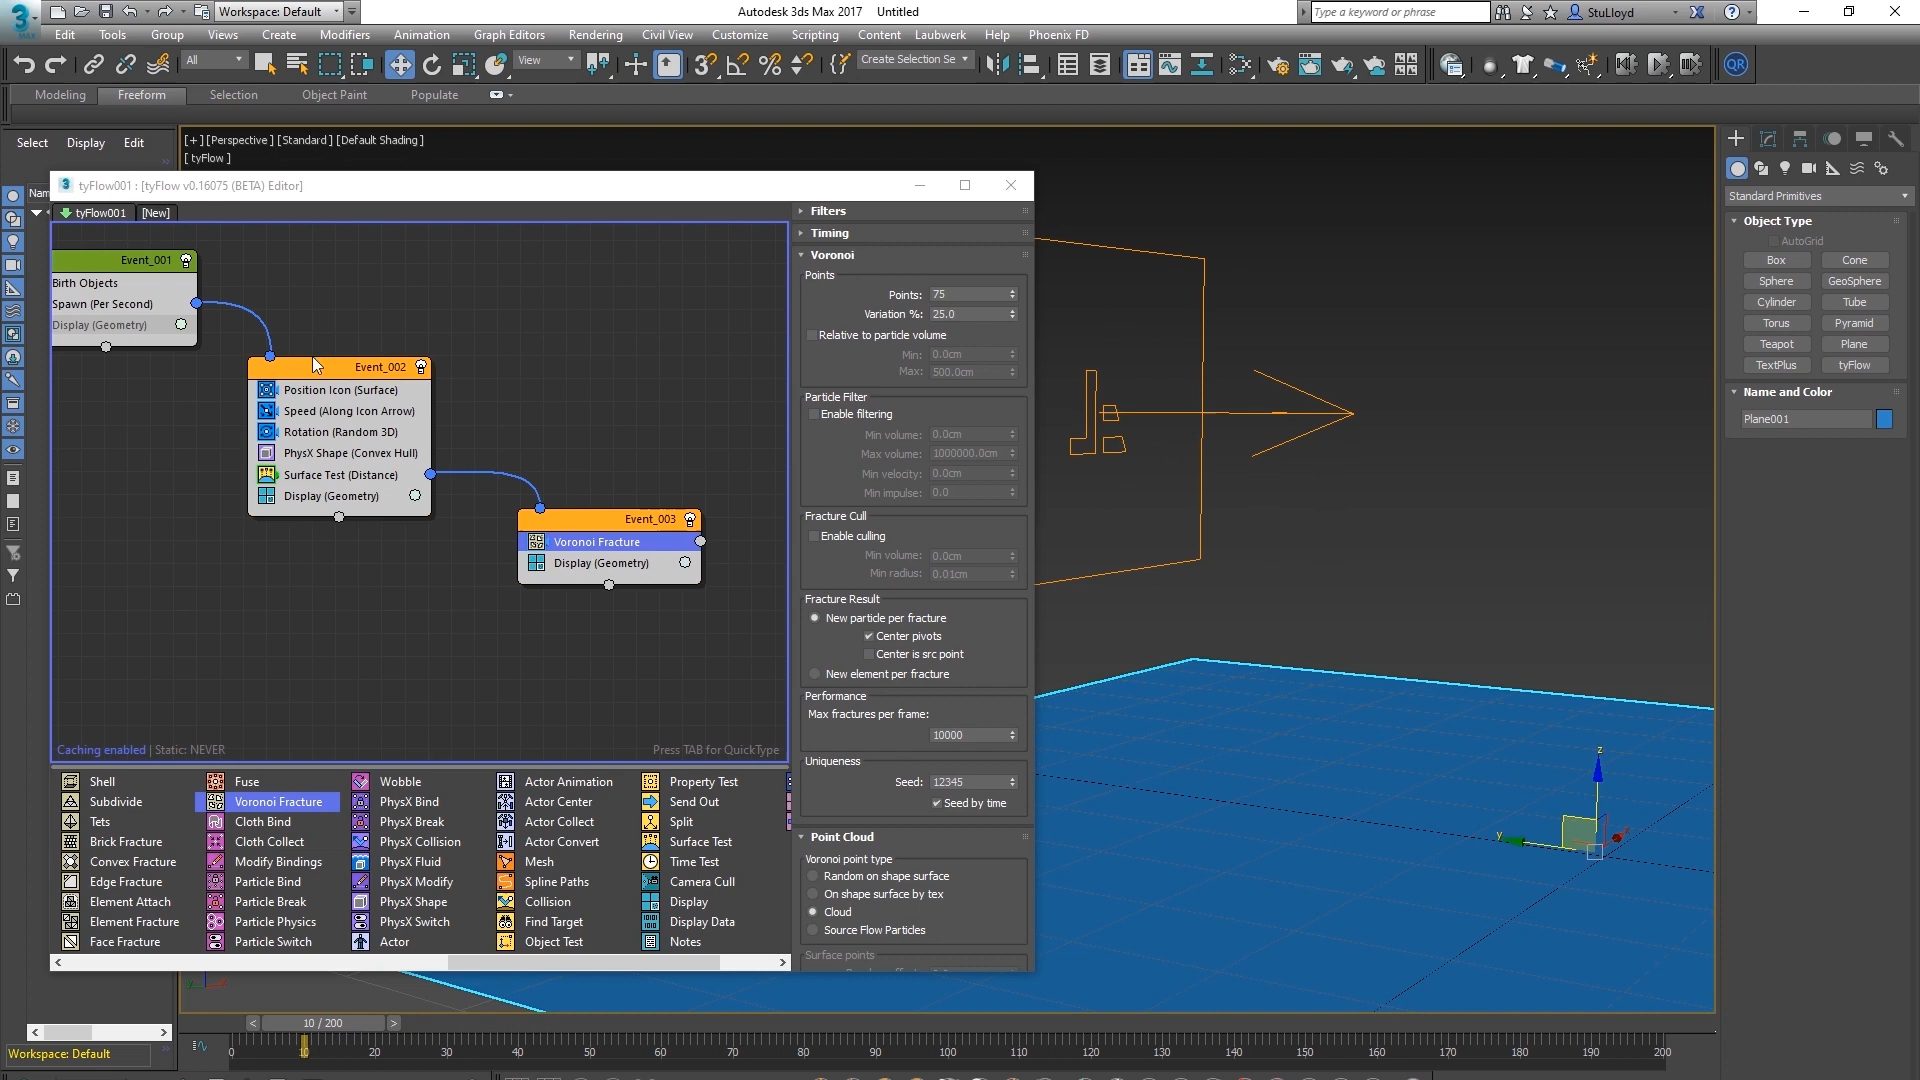 3 MAX Workspace: Default Autodesk 3ds Max 2017 Untitled Type a keyword or phrase StuLloyd
Edit Tools Group Views Create Modifiers Animation Graph Editors Rendering Civil View Customize Scripting Content Laubwerk Help Phoenix FD
All View Create Selection Se QR
Modeling Freeform Selection Object Paint Populate
Select Display Edit
[+] [Perspective] [Standard] [Default Shading]
[ tyFlow ]
Nam
3 tyFlow001 : [tyFlow v0.16075 (BETA) Editor]
tyFlow001 [New]
Event_001
Birth Objects
Spawn (Per Second)
Display (Geometry)
Event_002
Position Icon (Surface)
Speed (Along Icon Arrow)
Rotation (Random 3D)
PhysX Shape (Convex Hull)
Surface Test (Distance)
Display (Geometry)
Event_003
Voronoi Fracture
Display (Geometry)
Caching enabled | Static: NEVER
Press TAB for QuickType
Filters
Timing
Voronoi
Points
Points: 75
Variation %: 25.0
Relative to particle volume
Min: 0.0cm
Max: 500.0cm
Particle Filter
Enable filtering
Min volume: 0.0cm
Max volume: 1000000.0cm
Min velocity: 0.0cm
Min impulse: 0.0
Fracture Cull
Enable culling
Min volume: 0.0cm
Min radius: 0.01cm
Fracture Result
New particle per fracture
Center pivots
Center is src point
New element per fracture
Performance
Max fractures per frame:
10000
Uniqueness
Seed: 12345
Seed by time
Point Cloud
Voronoi point type
Random on shape surface
On shape surface by tex
Cloud
Source Flow Particles
Surface points
Shell Fuse Wobble Actor Animation Property Test
Subdivide Voronoi Fracture PhysX Bind Actor Center Send Out
Tets Cloth Bind PhysX Break Actor Collect Split
Brick Fracture Cloth Collect PhysX Collision Actor Convert Surface Test
Convex Fracture Modify Bindings PhysX Fluid Mesh Time Test
Edge Fracture Particle Bind PhysX Modify Spline Paths Camera Cull
Element Attach Particle Break PhysX Shape Collision Display
Element Fracture Particle Physics PhysX Switch Find Target Display Data
Face Fracture Particle Switch Actor Object Test Notes
z
y
Standard Primitives
Object Type
AutoGrid
Box Cone
Sphere GeoSphere
Cylinder Tube
Torus Pyramid
Teapot Plane
TextPlus tyFlow
Name and Color
Plane001
< 10 / 200 >
Workspace: Default
0 10 20 30 40 50 60 70 80 90 100 110 120 130 140 150 160 170 180 190 200